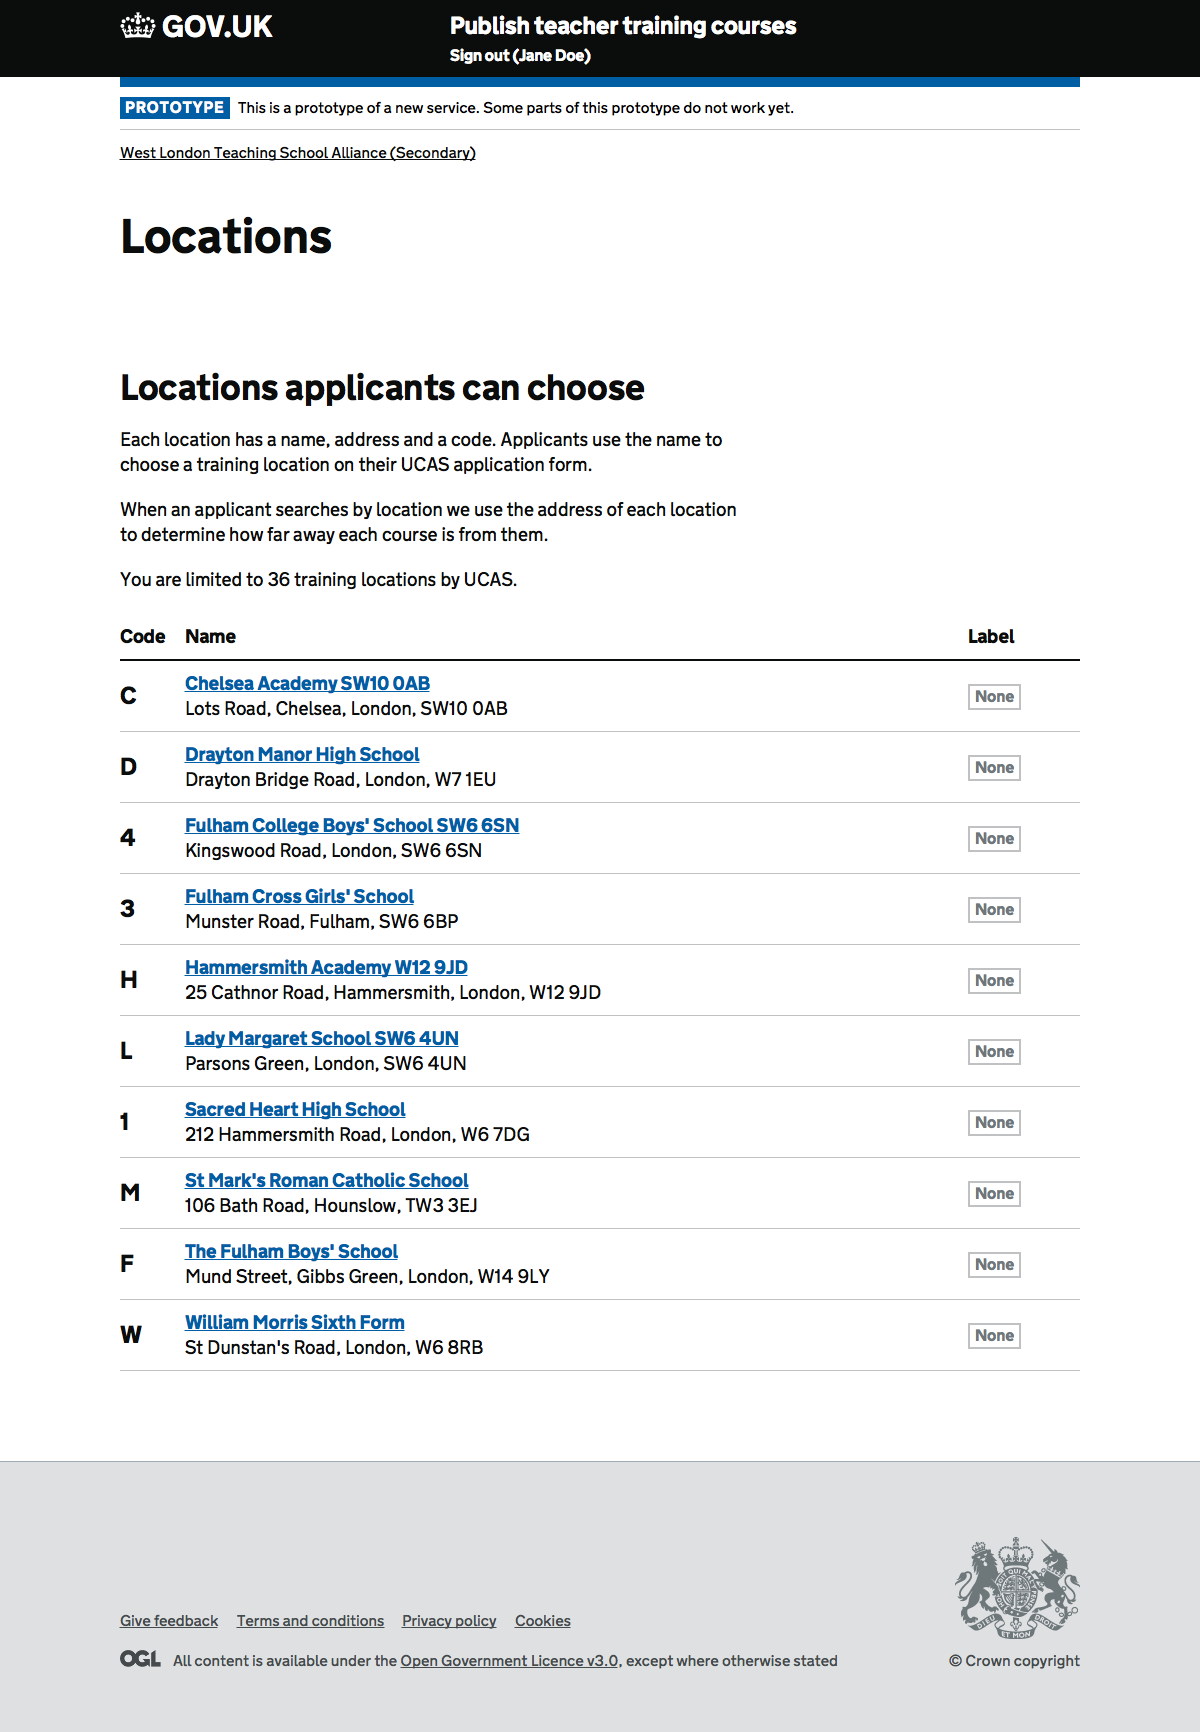 GOV.UK
Publish teacher training courses
Sign out (Jane Doe)
PROTOTYPE This is a prototype of a new service. Some parts of this prototype do not work yet.
West London Teaching School Alliance (Secondary)
Locations
Locations applicants can choose
Each location has a name, address and a code. Applicants use the name to
choose a training location on their UCAS application form.
When an applicant searches by location we use the address of each location
to determine how far away each course is from them.
You are limited to 36 training locations by UCAS.
Code Name Label
C Chelsea Academy SW10 0AB None
Lots Road, Chelsea, London, SW10 0AB
D Drayton Manor High School None
Drayton Bridge Road, London, W7 1EU
4 Fulham College Boys' School SW6 6SN None
Kingswood Road, London, SW6 6SN
3 Fulham Cross Girls' School None
Munster Road, Fulham, SW6 6BP
H Hammersmith Academy W12 9JD None
25 Cathnor Road, Hammersmith, London, W12 9JD
L Lady Margaret School SW6 4UN None
Parsons Green, London, SW6 4UN
1 Sacred Heart High School None
212 Hammersmith Road, London, W6 7DG
M St Mark's Roman Catholic School None
106 Bath Road, Hounslow, TW3 3EJ
F The Fulham Boys' School None
Mund Street, Gibbs Green, London, W14 9LY
W William Morris Sixth Form None
St Dunstan's Road, London, W6 8RB
Give feedback Terms and conditions Privacy policy Cookies
OGL All content is available under the Open Government Licence v3.0, except where otherwise stated
DIEU ET MON DROIT
© Crown copyright